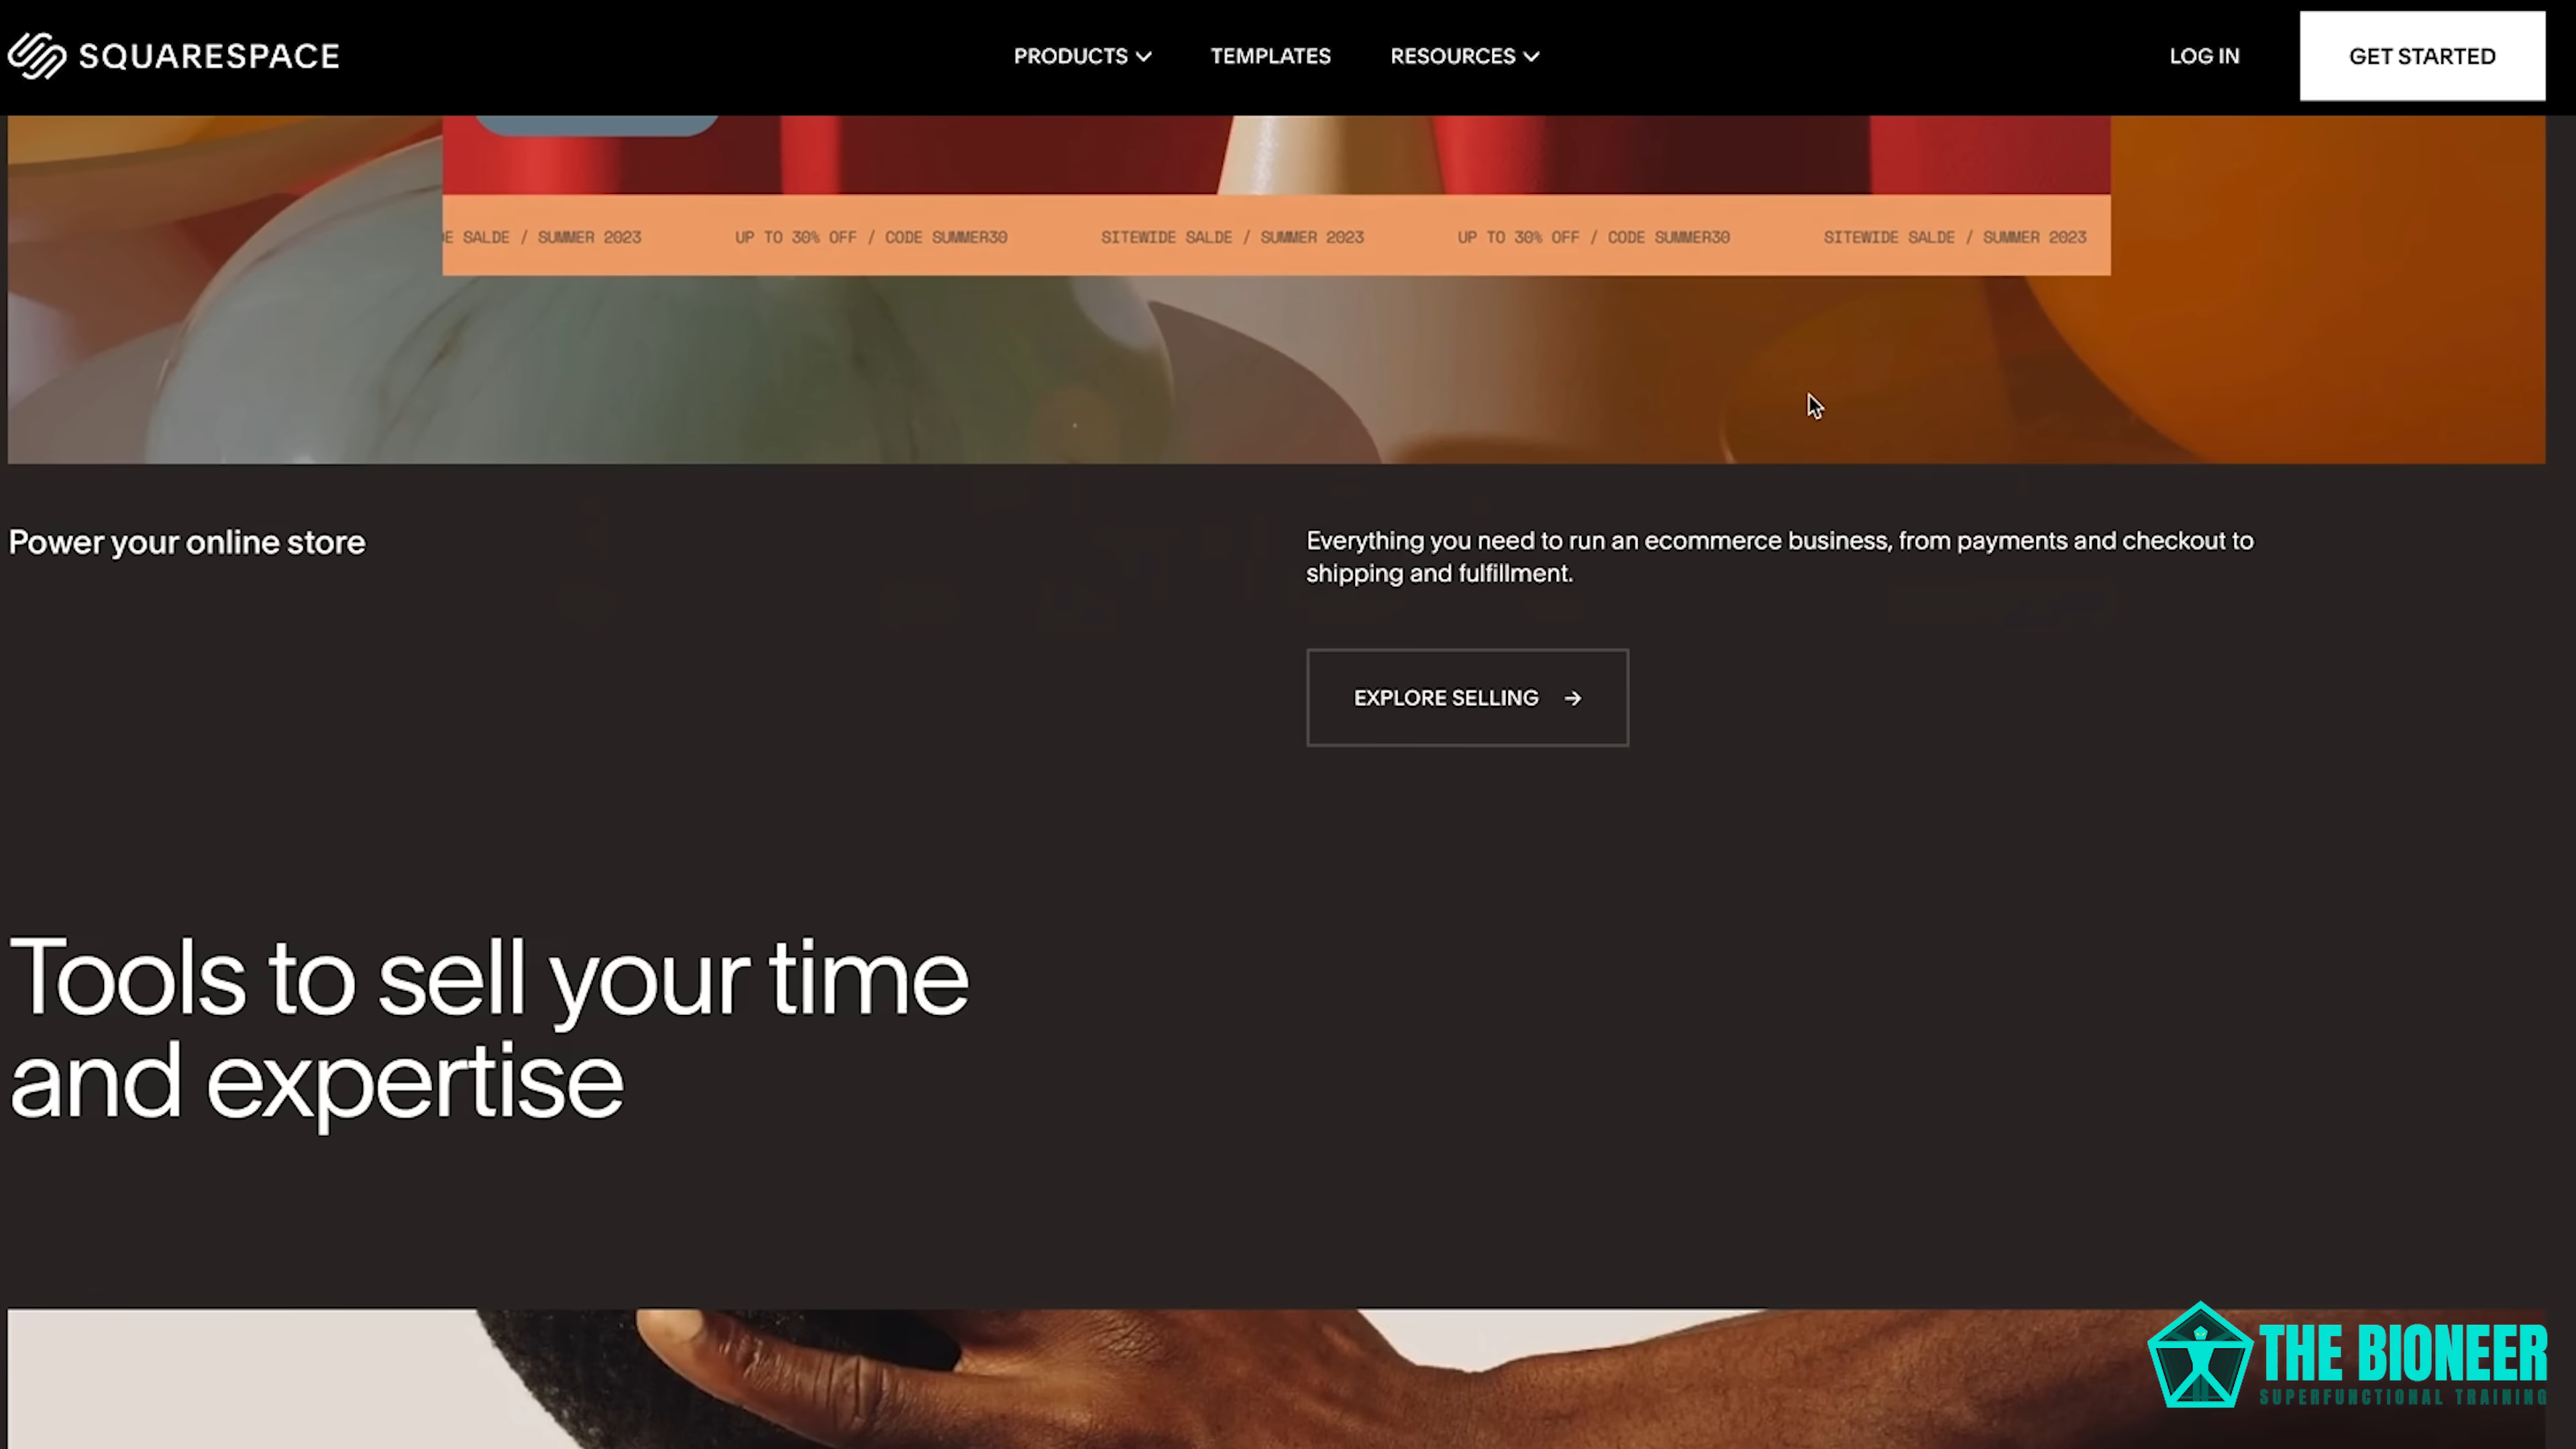 SQUARESPACE
PRODUCTS
TEMPLATES
RESOURCES
LOG IN
GET STARTED
E SALDE / SUMMER 2023 UP TO 30% OFF / CODE SUMMER30 SITEWIDE SALDE / SUMMER 2023 UP TO 30% OFF / CODE SUMMER30 SITEWIDE SALDE / SUMMER 2023
Power your online store
Everything you need to run an ecommerce business, from payments and checkout to
shipping and fulfillment.
EXPLORE SELLING →
Tools to sell your time
and expertise
THE BIONEER
SUPERFUNCTIONAL TRAINING